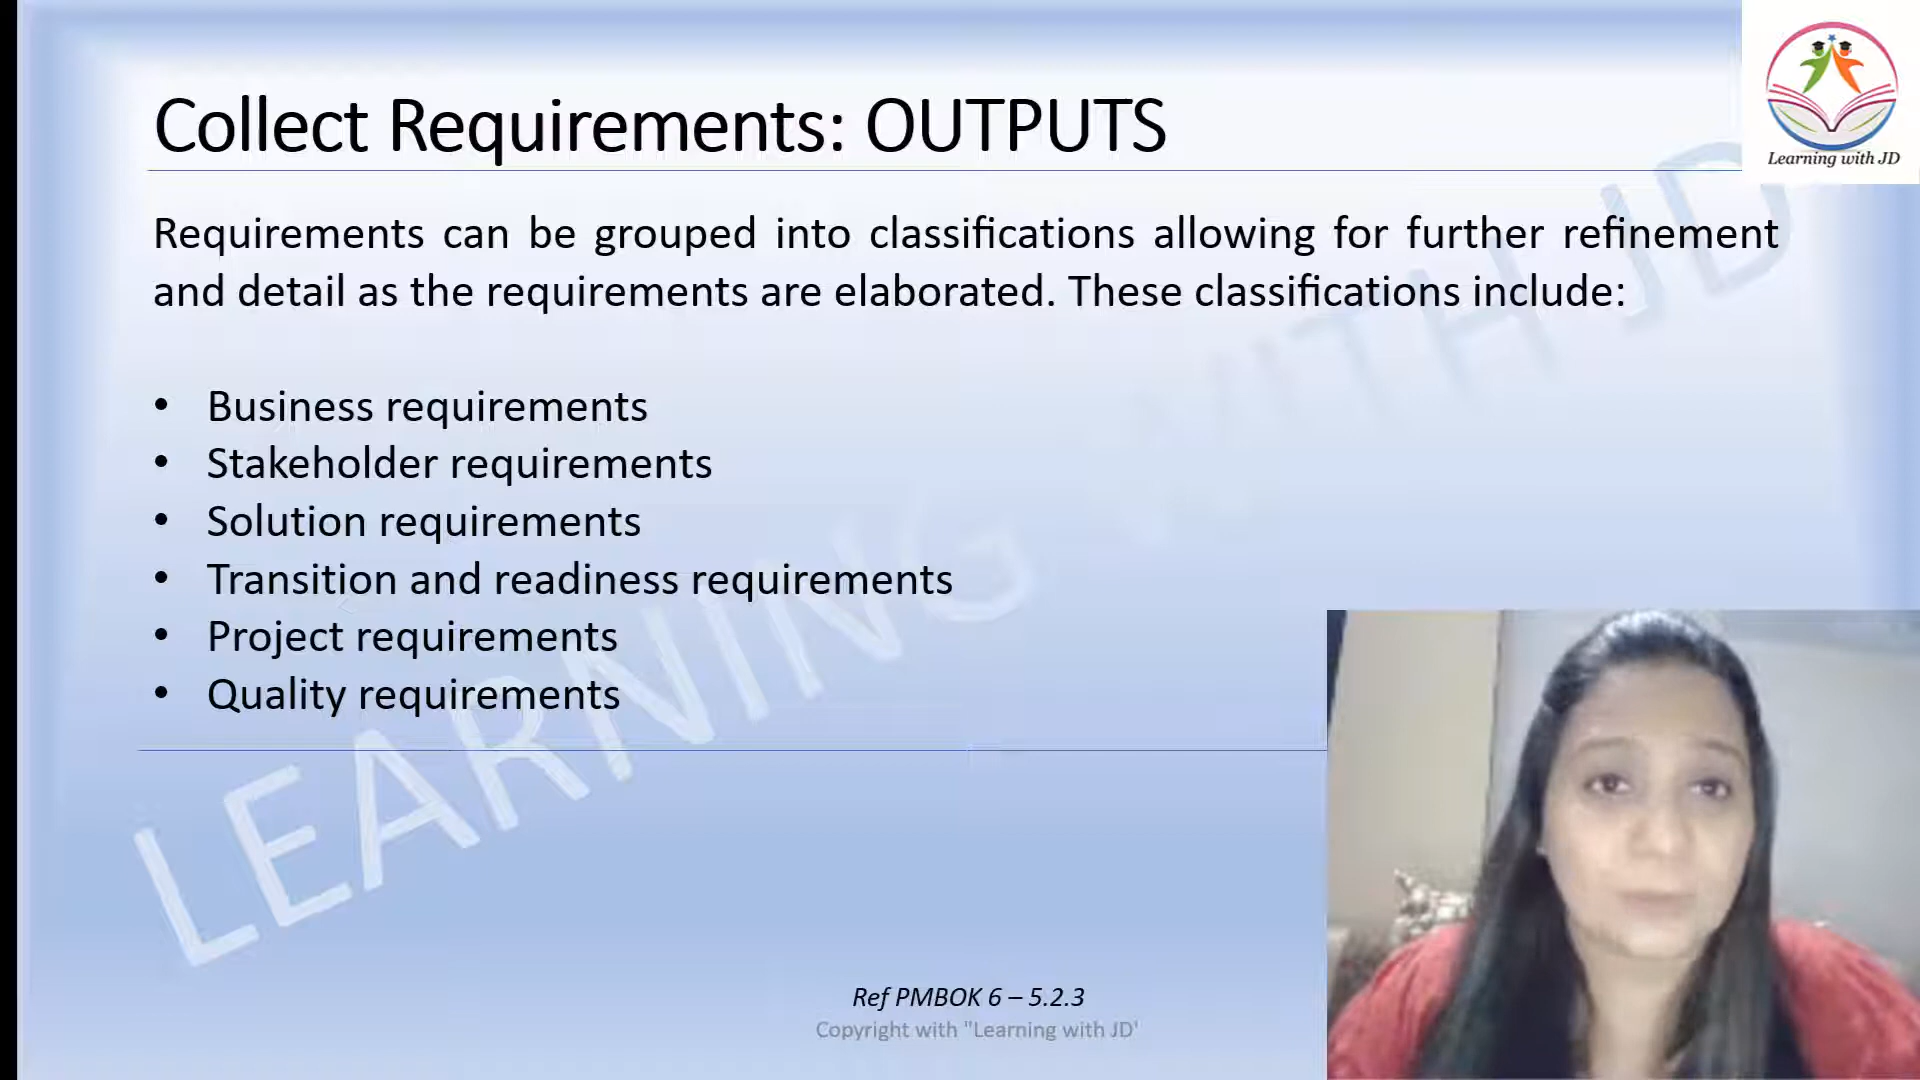 Collect Requirements: OUTPUTS
Learning with JD
Requirements can be grouped into classifications allowing for further refinement
and detail as the requirements are elaborated. These classifications include:
• Business requirements
• Stakeholder requirements
• Solution requirements
• Transition and readiness requirements
• Project requirements
• Quality requirements
LEARNING WITH JD
Ref PMBOK 6 – 5.2.3
Copyright with "Learning with JD'